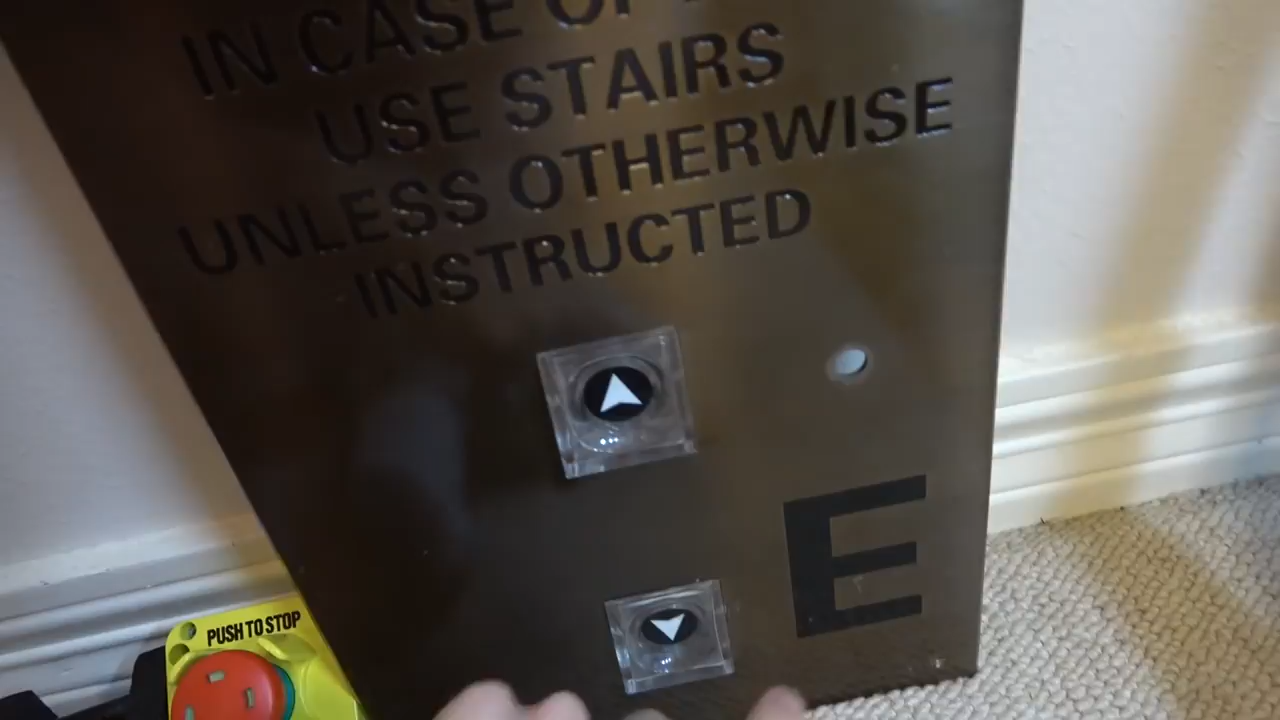 IN CASE OF
USE STAIRS
UNLESS OTHERWISE
INSTRUCTED
E
PUSH TO STOP